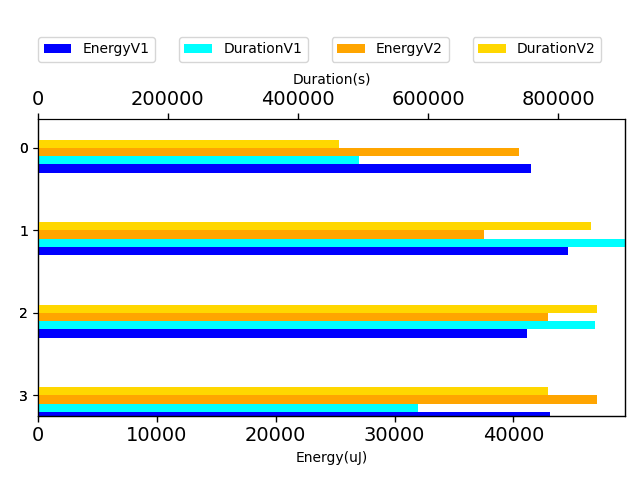 EnergyV1 DurationV1 EnergyV2 DurationV2
Duration(s)
0 200000 400000 600000 800000
0
1
2
3
0 10000 20000 30000 40000
Energy(uJ)